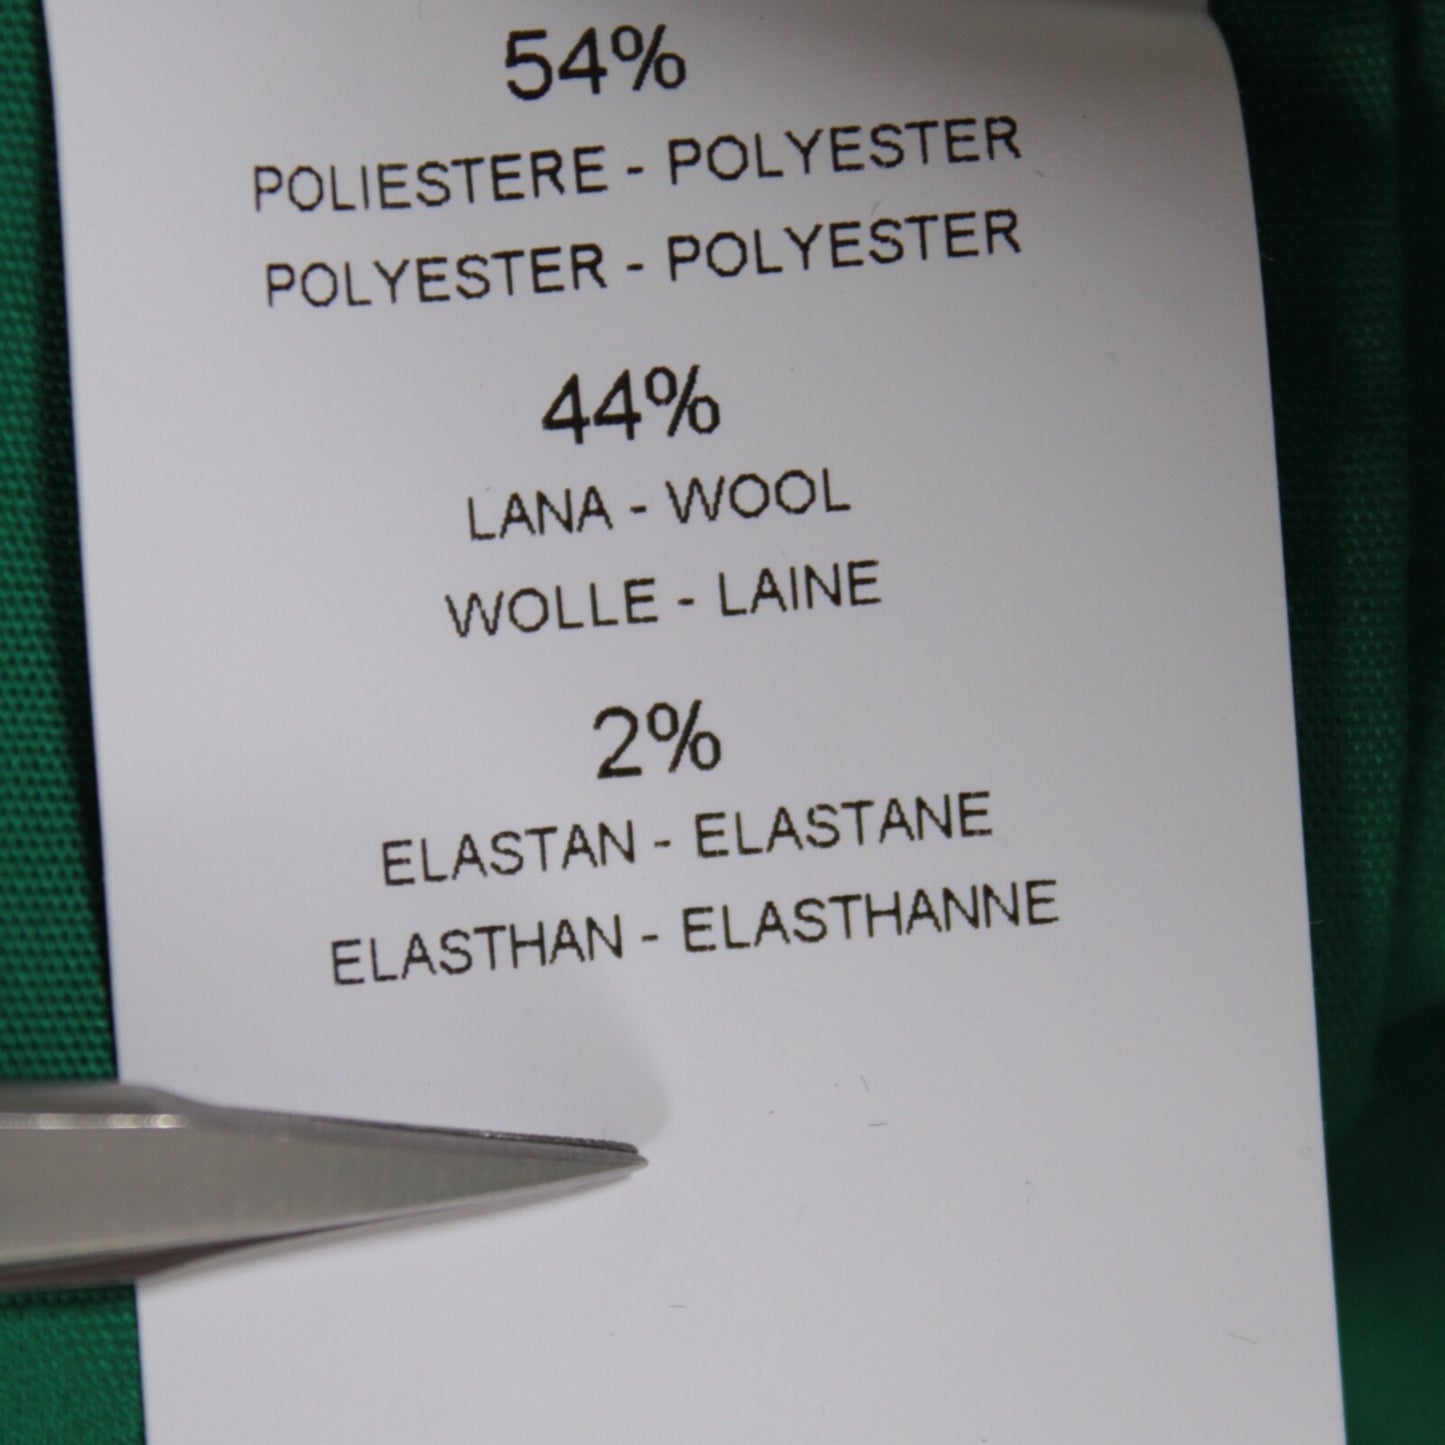 54%
POLIESTERE - POLYESTER
POLYESTER - POLYESTER
44%
LANA - WOOL
WOLLE - LAINE
2%
ELASTAN - ELASTANE
ELASTHAN - ELASTHANNE